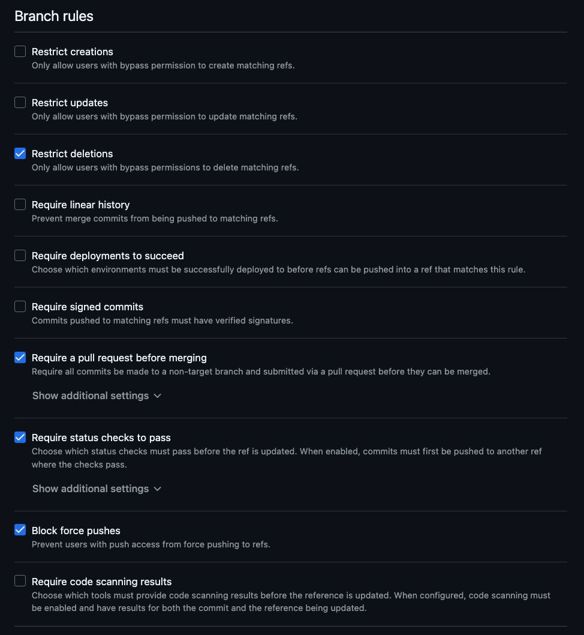 Branch rules
Restrict creations
Only allow users with bypass permission to create matching refs.
Restrict updates
Only allow users with bypass permission to update matching refs.
Restrict deletions
Only allow users with bypass permissions to delete matching refs.
Require linear history
Prevent merge commits from being pushed to matching refs.
Require deployments to succeed
Choose which environments must be successfully deployed to before refs can be pushed into a ref that matches this rule.
Require signed commits
Commits pushed to matching refs must have verified signatures.
Require a pull request before merging
Require all commits be made to a non-target branch and submitted via a pull request before they can be merged.
Show additional settings
Require status checks to pass
Choose which status checks must pass before the ref is updated. When enabled, commits must first be pushed to another ref
where the checks pass.
Show additional settings
Block force pushes
Prevent users with push access from force pushing to refs.
Require code scanning results
Choose which tools must provide code scanning results before the reference is updated. When configured, code scanning must
be enabled and have results for both the commit and the reference being updated.